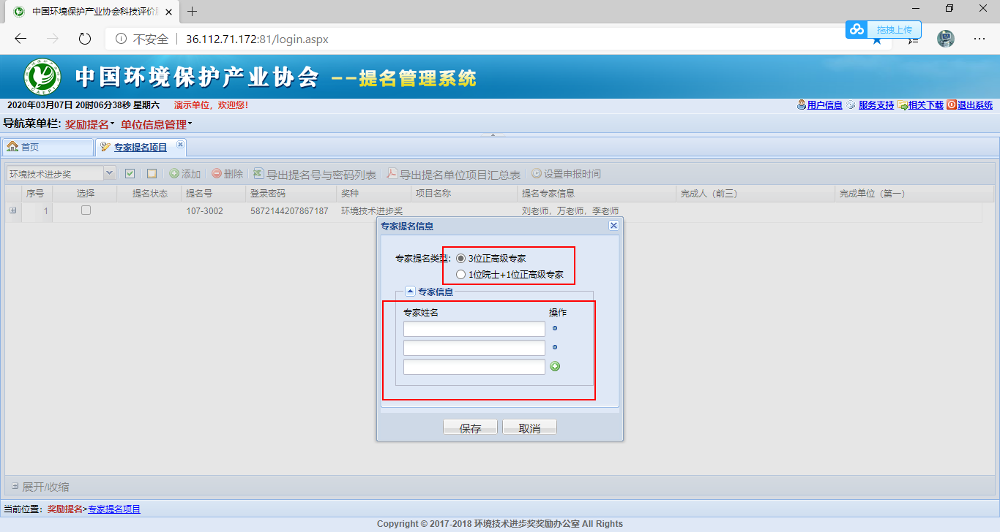 中国环境保护产业协会科技评价
拖拽上传
不安全 36.112.71.172:81/login.aspx
中国环境保护产业协会 --提名管理系统
CAEPI
2020年03月07日 20时06分38秒 星期六 演示单位，欢迎您！ 用户信息 服务支持 相关下载 退出系统
导航菜单栏: 奖励提名 单位信息管理
首页 专家提名项目
环境技术进步奖 添加 删除 导出提名号与密码列表 导出提名单位项目汇总表 设置申报时间
序号 选择 提名状态 提名号 登录密码 奖种 项目名称 提名专家信息 完成人（前三） 完成单位（第一）
1 107-3002 5872144207867187 环境技术进步奖 刘老师，万老师，李老师
专家提名信息
专家提名类型: 3位正高级专家
1位院士+1位正高级专家
专家信息
专家姓名 操作
保存 取消
展开/收缩
当前位置: 奖励提名>专家提名项目
Copyright © 2017-2018 环境技术进步奖奖励办公室 All Rights